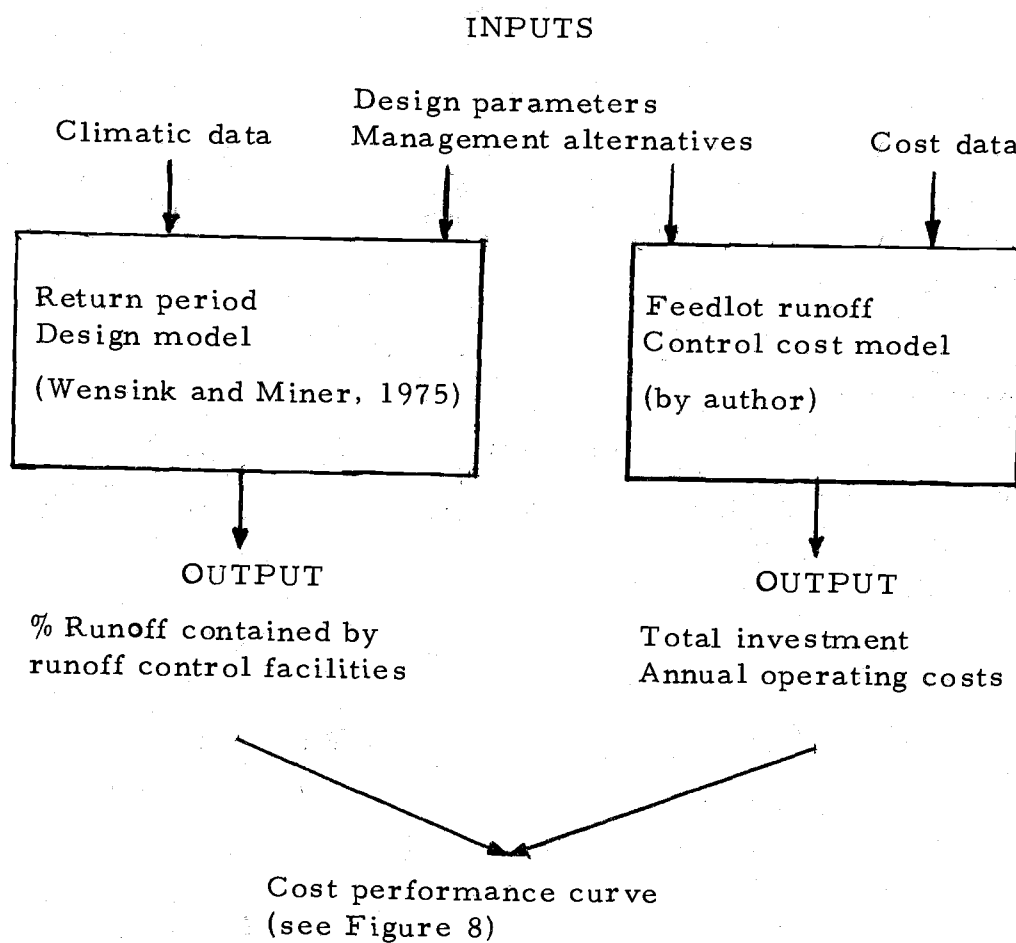 INPUTS
Climatic data
Design parameters
Management alternatives
Cost data
Return period
Design model
(Wensink and Miner, 1975)
Feedlot runoff
Control cost model
(by author)
OUTPUT
% Runoff contained by
runoff control facilities
OUTPUT
Total investment
Annual operating costs
Cost performance curve
(see Figure 8)